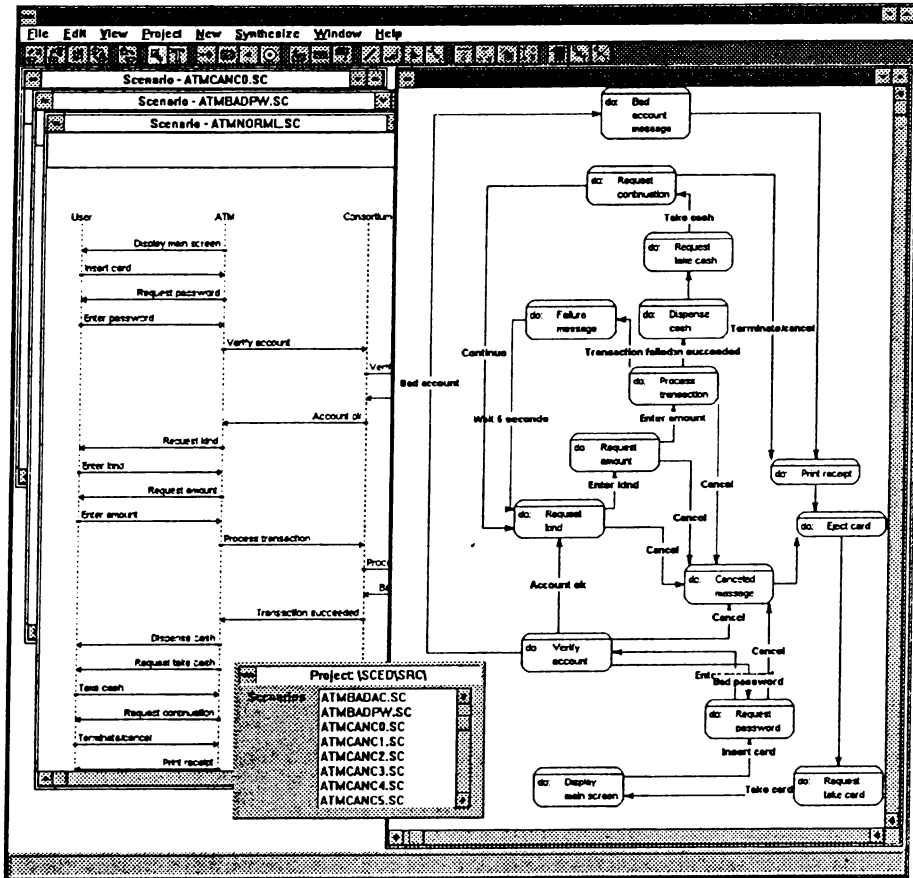 File Edit View Project New Synthesize Window Help
Scenario - ATMCANC0.SC
Scenario - ATMBADPW.SC
Scenario - ATMNORML.SC
User ATM Consortium
Display main screen
Insert card
Request password
Enter password
Verify account
Verif
Account ok
Request kind
Enter kind
Request amount
Enter amount
Process transaction
Proc
Ba
Transaction succeeded
Dispense cash
Request take cash
Take cash
Request continuation
Terminate/cancel
Print receipt
Project: \SCED\SRC\
Scenarios
ATMBADAC.SC
ATMBADPW.SC
ATMCANC0.SC
ATMCANC1.SC
ATMCANC2.SC
ATMCANC3.SC
ATMCANC4.SC
ATMCANC5.SC
do: Bad
account
message
do: Request
continuation
Take cash
do: Request
take cash
do: Failure
message
do: Dispense
cash
Terminate/cancel
Continue
Transaction failed on succeeded
Bad account
do: Process
transaction
Wait 5 seconds
Enter amount
do: Request
amount
do: Print receipt
Enter kind
Cancel
do: Request
kind
Cancel
do: Eject card
Cancel
Account ok
do: Canceled
message
Cancel
do: Verify
account
Cancel
Ente
Bad password
do: Request
password
Insert card
do: Display
main screen
Take card
do: Request
take card